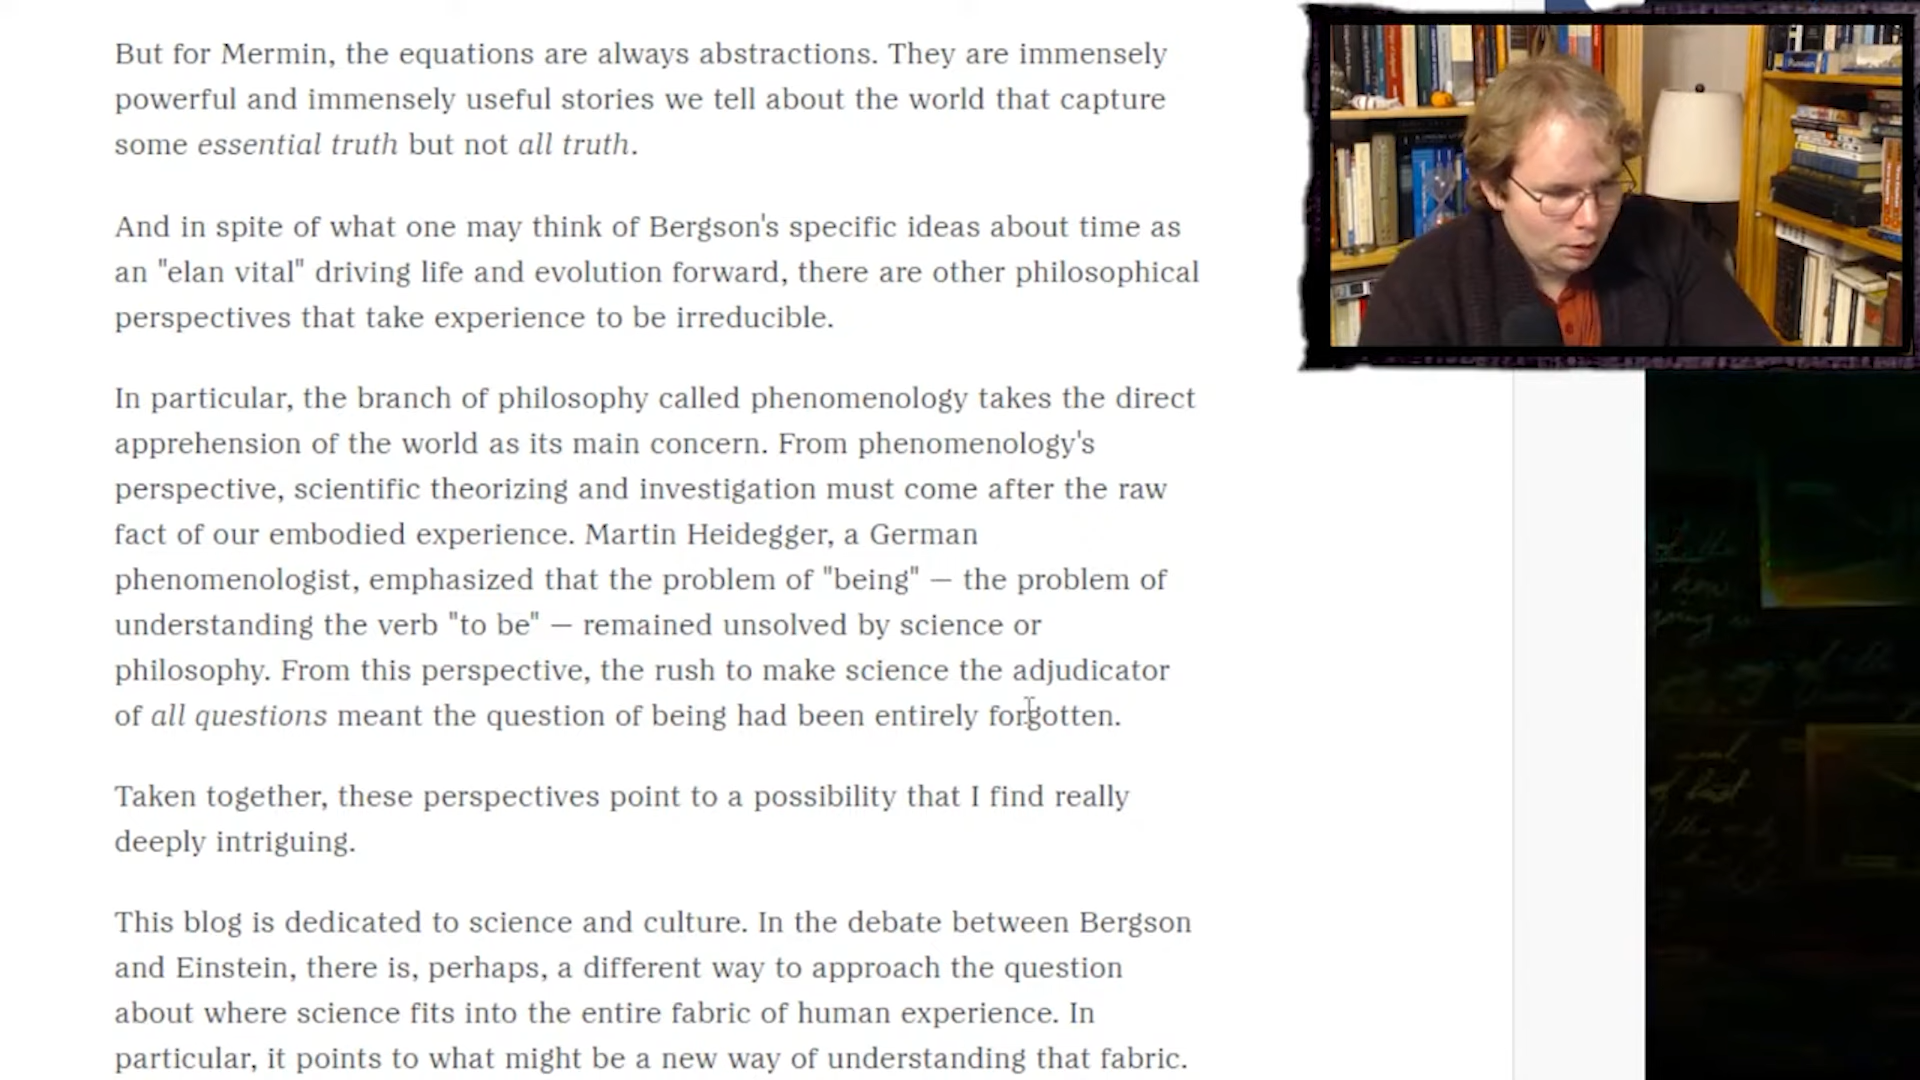 But for Mermin, the equations are always abstractions. They are immensely
powerful and immensely useful stories we tell about the world that capture
some essential truth but not all truth.
And in spite of what one may think of Bergson's specific ideas about time as
an "elan vital" driving life and evolution forward, there are other philosophical
perspectives that take experience to be irreducible.
In particular, the branch of philosophy called phenomenology takes the direct
apprehension of the world as its main concern. From phenomenology's
perspective, scientific theorizing and investigation must come after the raw
fact of our embodied experience. Martin Heidegger, a German
phenomenologist, emphasized that the problem of "being" — the problem of
understanding the verb "to be" — remained unsolved by science or
philosophy. From this perspective, the rush to make science the adjudicator
of all questions meant the question of being had been entirely forgotten.
Taken together, these perspectives point to a possibility that I find really
deeply intriguing.
This blog is dedicated to science and culture. In the debate between Bergson
and Einstein, there is, perhaps, a different way to approach the question
about where science fits into the entire fabric of human experience. In
particular, it points to what might be a new way of understanding that fabric.
Russian